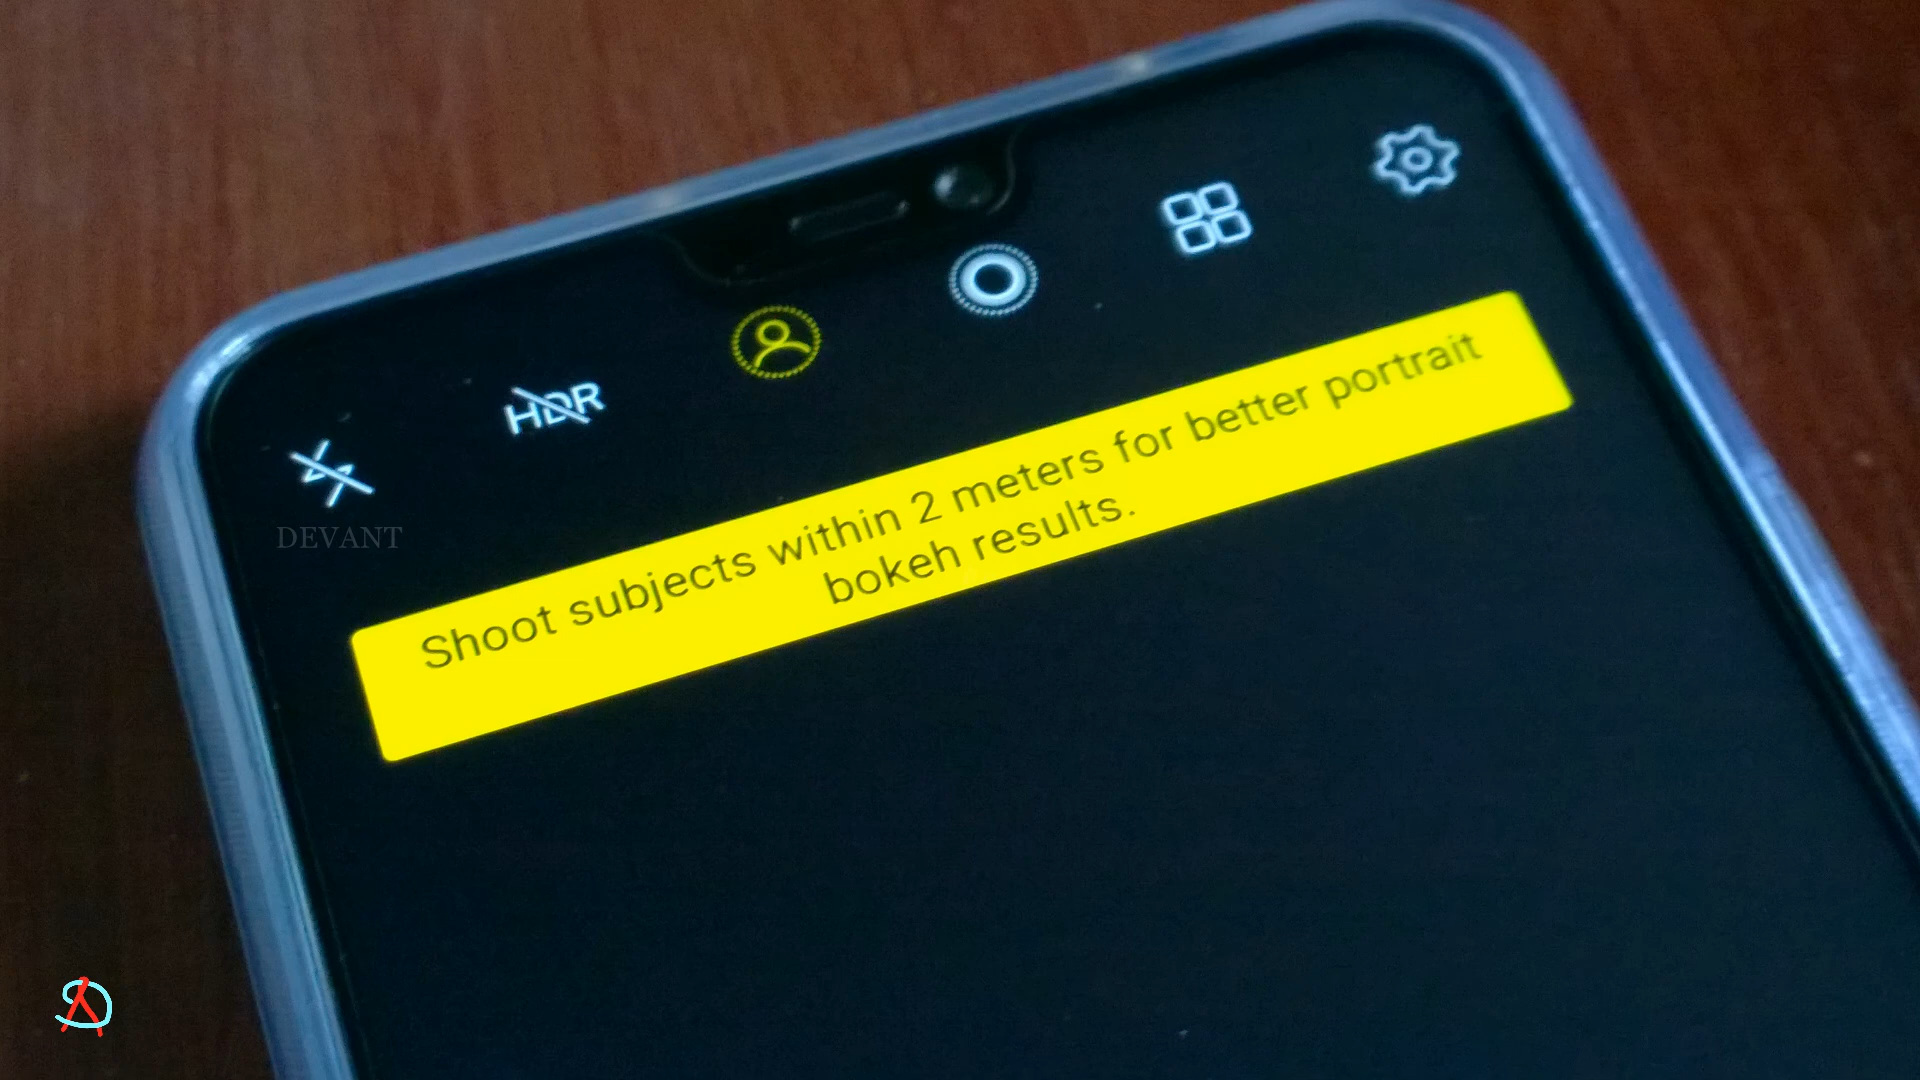 HDR
Shoot subjects within 2 meters for better portrait
bokeh results.
DEVANT